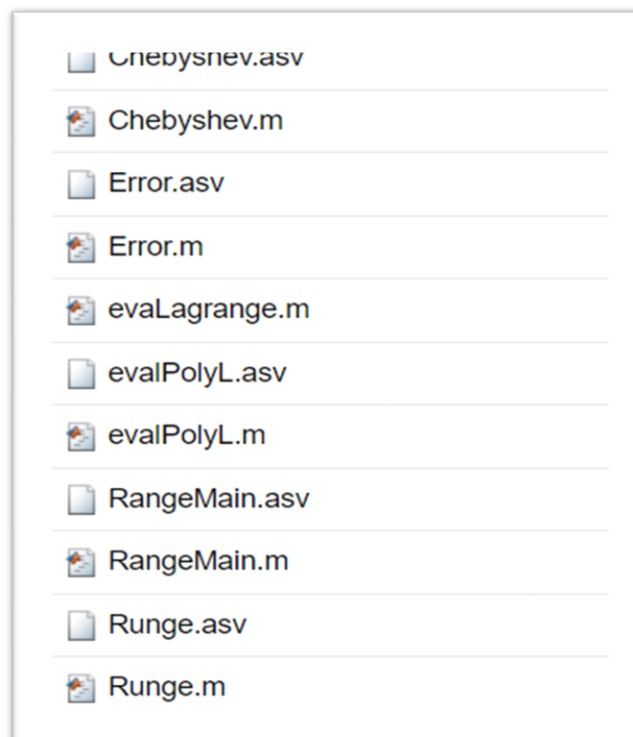 Chebyshev.asv
Chebyshev.m
Error.asv
Error.m
evaLagrange.m
evalPolyL.asv
evalPolyL.m
RangeMain.asv
RangeMain.m
Runge.asv
Runge.m